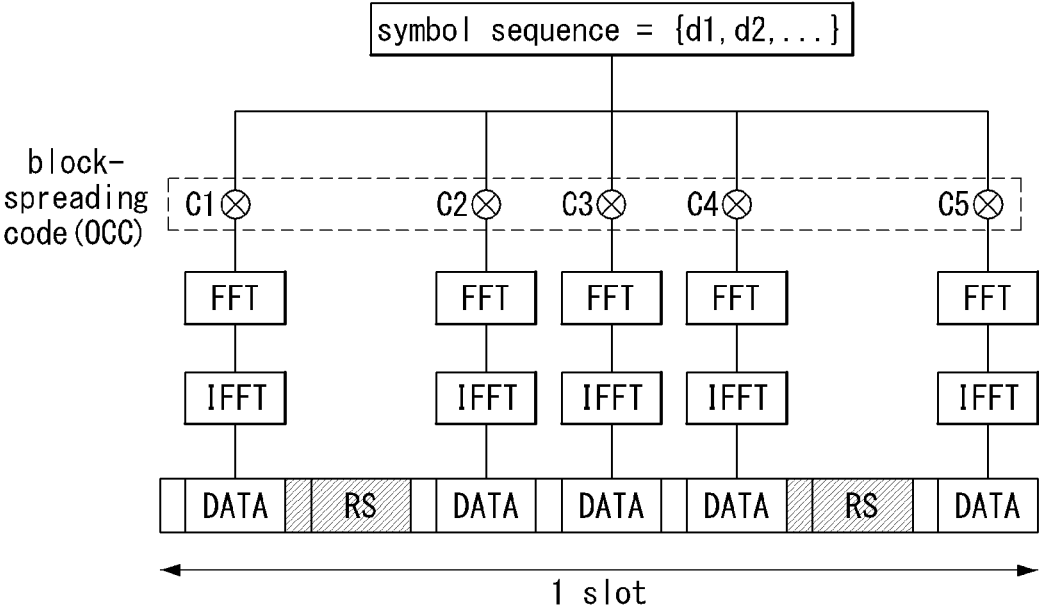 symbol sequence = {d1,d2,...}
block-
spreading
code(OCC)
C1 C2 C3 C4 C5
FFT FFT FFT FFT FFT
IFFT IFFT IFFT IFFT IFFT
DATA RS DATA DATA DATA RS DATA
1 slot